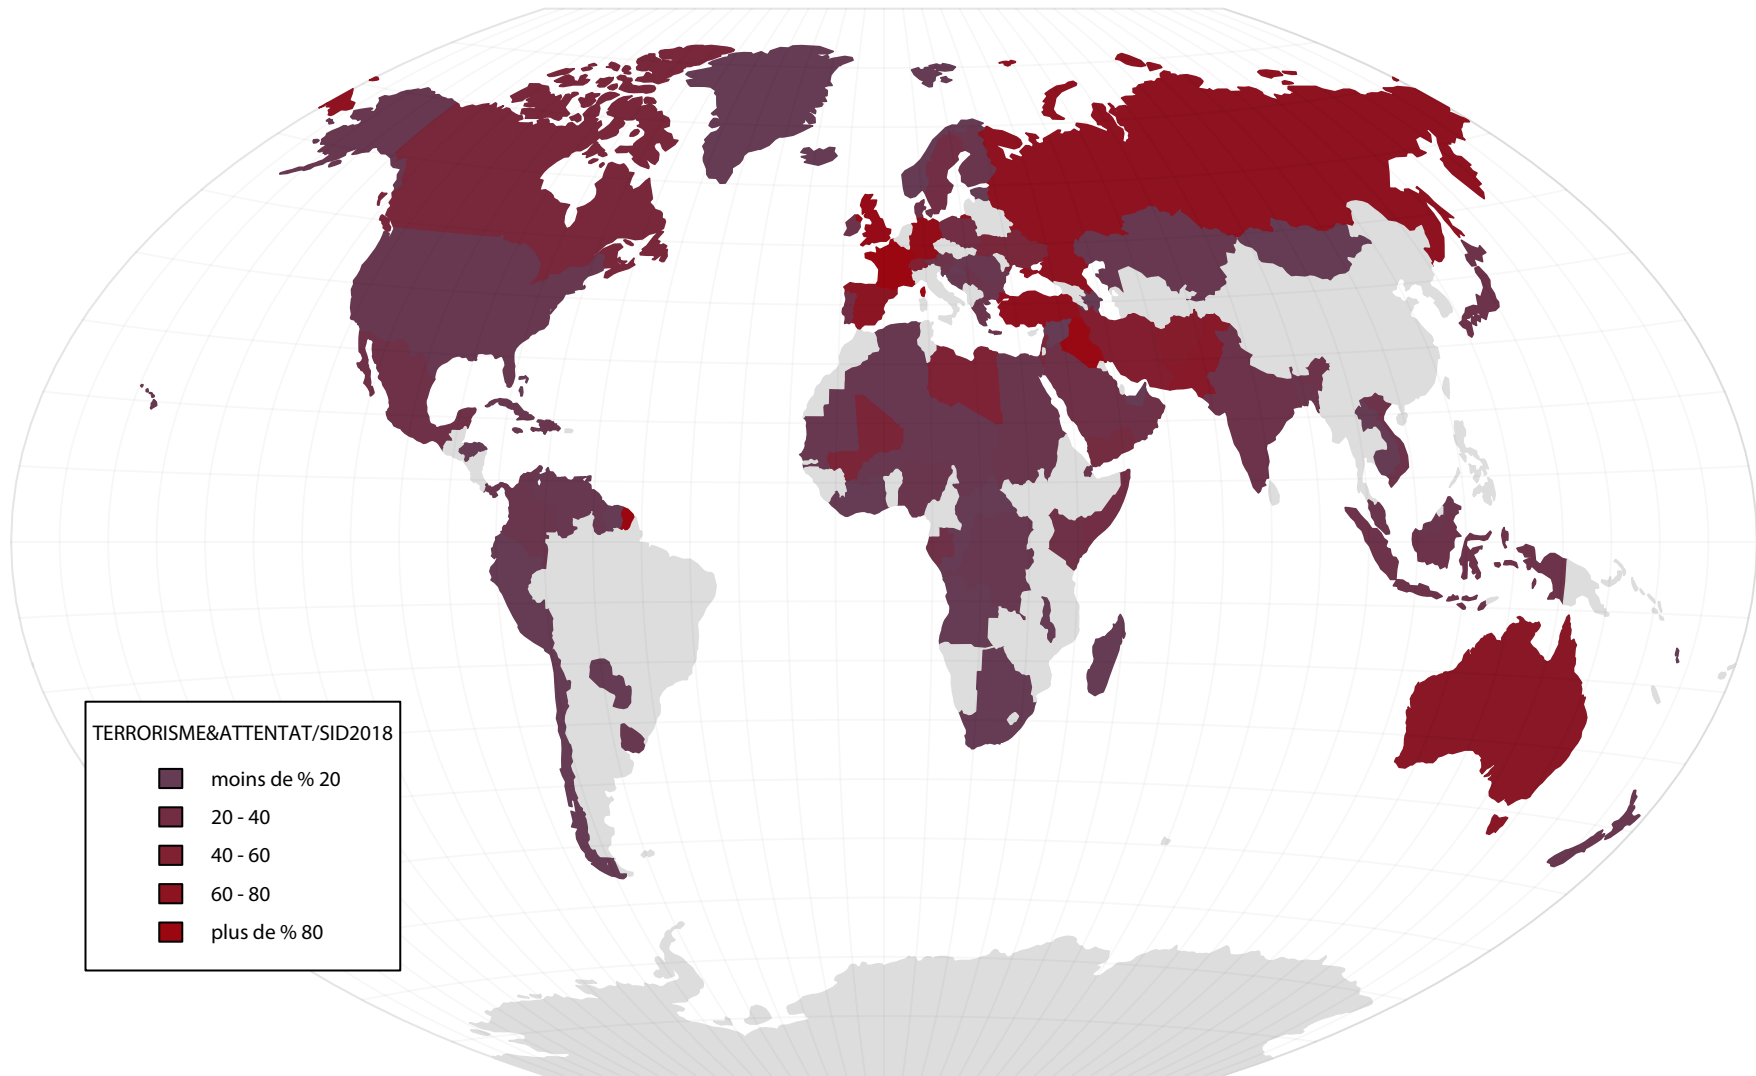 TERRORISME&ATTENTAT/SID2018
moins de % 20
20 - 40
40 - 60
60 - 80
plus de % 80